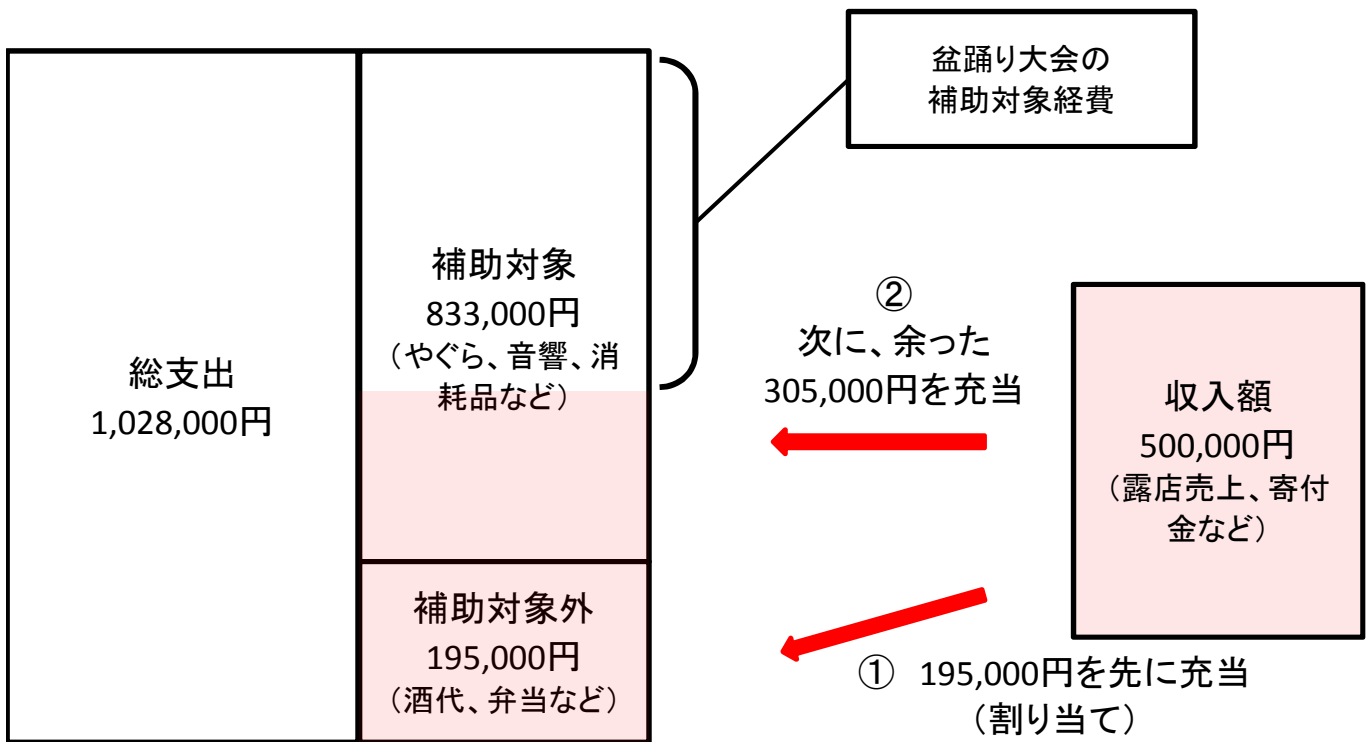 盆踊り大会の
補助対象経費
総支出
1,028,000円
補助対象
833,000円
（やぐら、音響、消
耗品など）
②
次に、余った
305,000円を充当
収入額
500,000円
（露店売上、寄付
金など）
補助対象外
195,000円
（酒代、弁当など）
① 195,000円を先に充当
（割り当て）